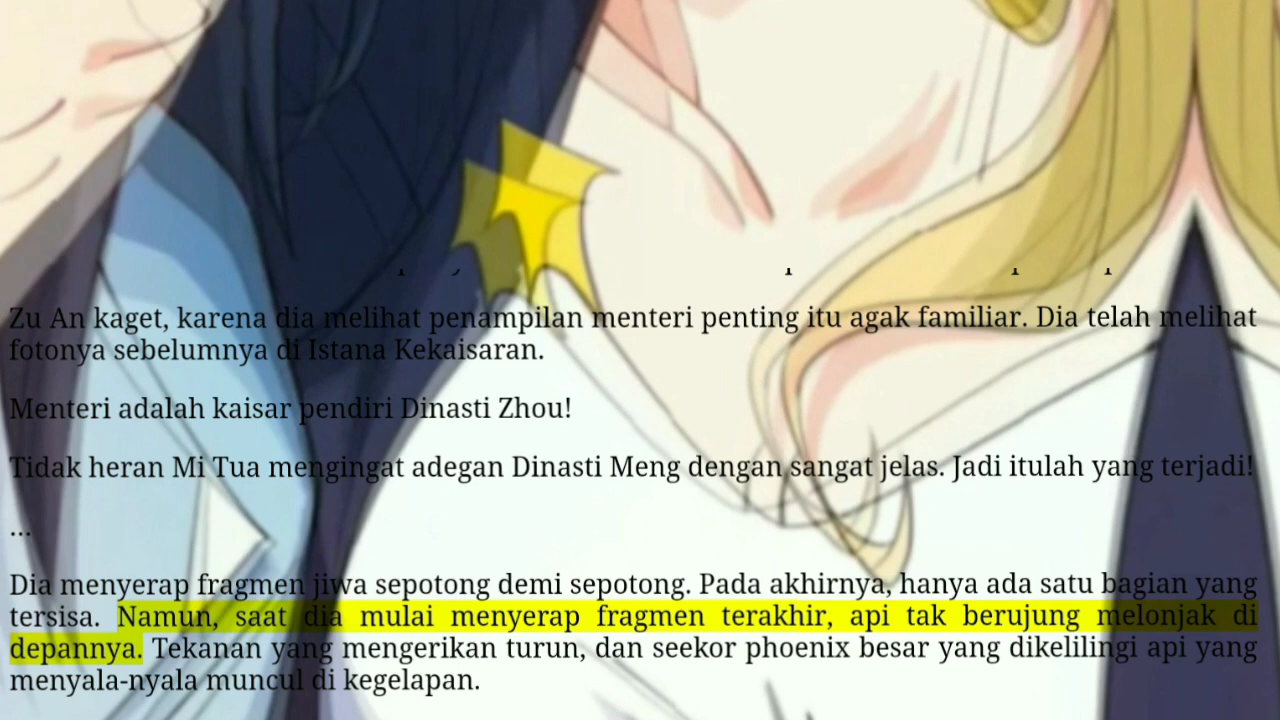 Zu An kaget, karena dia melihat penampilan menteri penting itu agak familiar. Dia telah melihat
fotonya sebelumnya di Istana Kekaisaran.
Menteri adalah kaisar pendiri Dinasti Zhou!
Tidak heran Mi Tua mengingat adegan Dinasti Meng dengan sangat jelas. Jadi itulah yang terjadi!
...
Dia menyerap fragmen jiwa sepotong demi sepotong. Pada akhirnya, hanya ada satu bagian yang
tersisa. Namun, saat dia mulai menyerap fragmen terakhir, api tak berujung melonjak di
depannya. Tekanan yang mengerikan turun, dan seekor phoenix besar yang dikelilingi api yang
menyala-nyala muncul di kegelapan.